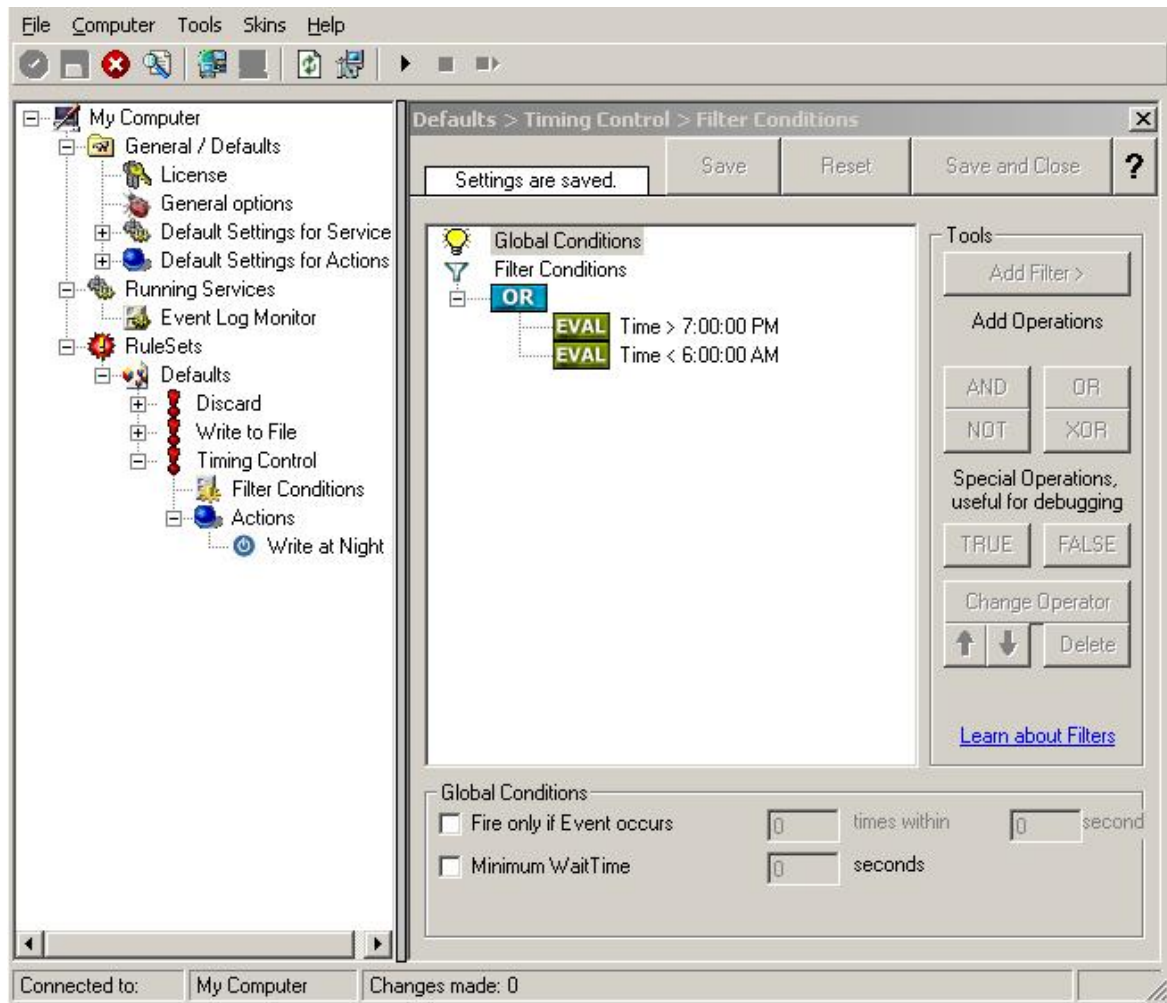 File Computer Tools Skins Help
My Computer
General / Defaults
License
General options
Default Settings for Service
Default Settings for Actions
Running Services
Event Log Monitor
RuleSets
Defaults
Discard
Write to File
Timing Control
Filter Conditions
Actions
Write at Night
Defaults > Timing Control > Filter Conditions
Settings are saved. Save Reset Save and Close ?
Global Conditions
Filter Conditions
OR
EVAL Time > 7:00:00 PM
EVAL Time < 6:00:00 AM
Tools
Add Filter >
Add Operations
AND OR
NOT XOR
Special Operations,
useful for debugging
TRUE FALSE
Change Operator
Delete
Learn about Filters
Global Conditions
Fire only if Event occurs 0 times within 0 second
Minimum WaitTime 0 seconds
Connected to: My Computer Changes made: 0